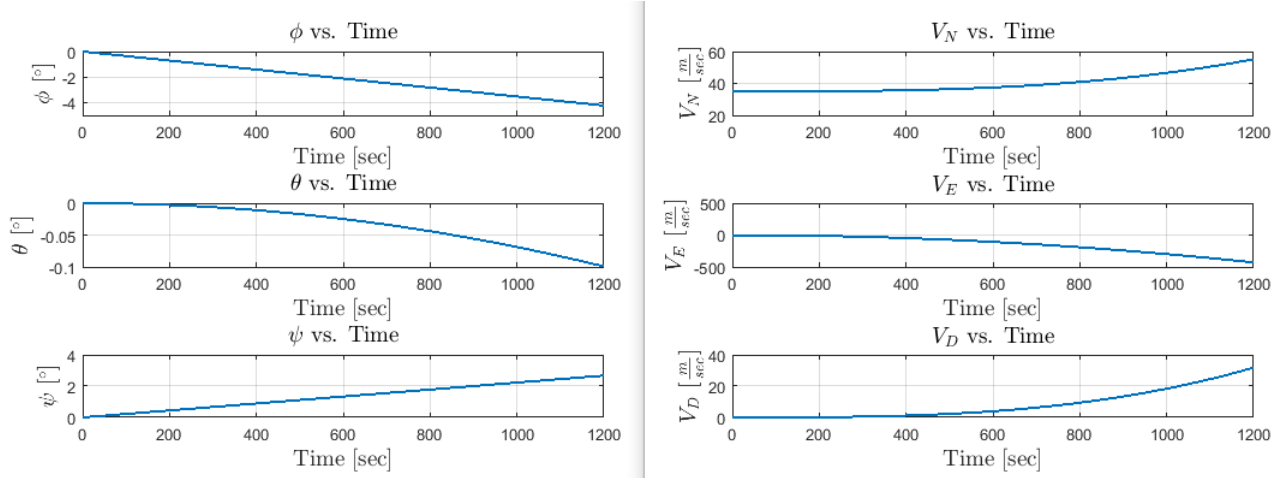 ϕ vs. Time
ϕ [°]
0
-2
-4
0 200 400 600 800 1000 1200
Time [sec]
θ vs. Time
θ [°]
0
-0.05
-0.1
0 200 400 600 800 1000 1200
Time [sec]
ψ vs. Time
ψ [°]
4
2
0
0 200 400 600 800 1000 1200
Time [sec]
V_N vs. Time
V_N [m/sec]
60
40
20
0 200 400 600 800 1000 1200
Time [sec]
V_E vs. Time
V_E [m/sec]
500
0
-500
0 200 400 600 800 1000 1200
Time [sec]
V_D vs. Time
V_D [m/sec]
40
20
0
0 200 400 600 800 1000 1200
Time [sec]